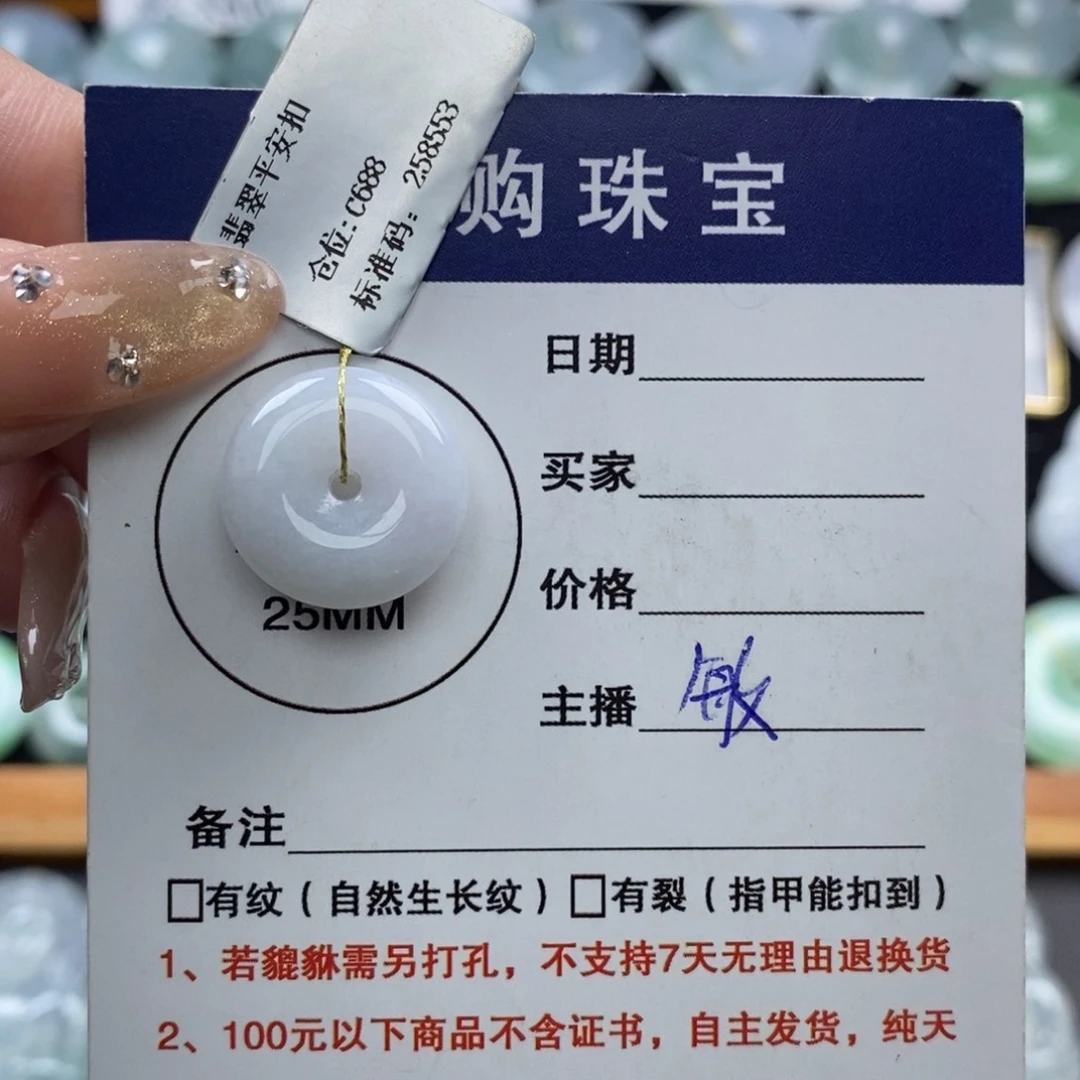 翡翠平安扣
仓位: C688
标准码: 258553
购珠宝
日期
买家
25MM
价格
主播 敏
备注
□有纹（自然生长纹）□有裂（指甲能扣到）
1、若貔貅需另打孔，不支持7天无理由退换货
2、100元以下商品不含证书，自主发货，纯天